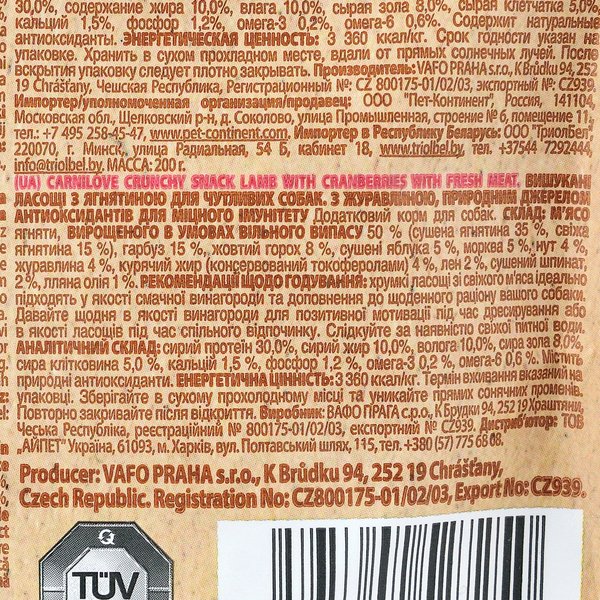 30,0%, содержание жира 10,0%, влага 10,0%, сырая зола 8,0%, сырая клетчатка 5,0%,
кальций 1,5%, фосфор 1,2%, омега-3 0,2%, омега-6 0,6%. Содержит натуральные
антиоксиданты. ЭНЕРГЕТИЧЕСКАЯ ЦЕННОСТЬ: 3 360 ккал/кг. Срок годности указан на
упаковке. Хранить в сухом прохладном месте, вдали от прямых солнечных лучей. После
вскрытия упаковку следует плотно закрывать. Производитель: VAFO PRAHA s.r.o., K Brůdku 94, 252
19 Chrášťany, Чешская Республика, Регистрационный №: CZ 800175-01/02/03, экспортный №: CZ939.
Импортер/уполномоченная организация/продавец: ООО "Пет-Континент", Россия, 141104,
Московская обл., Щелковский р-н, д. Соколово, улица Промышленная, строение № 6, помещение 11,
тел.: +7 495 258-45-47, www.pet-continent.com. Импортер в Республику Беларусь: ООО "ТриолБел",
220070, г. Минск, улица Радиальная, 54 Б, кабинет 18, www.triolbel.by, тел. +37544 7292444,
info@triolbel.by. МАССА: 200 г.
(UA) CARNILOVE CRUNCHY SNACK LAMB WITH CRANBERRIES WITH FRESH MEAT. ВИШУКАНІ
ЛАСОЩІ З ЯГНЯТИНОЮ ДЛЯ ЧУТЛИВИХ СОБАК. З ЖУРАВЛИНОЮ, ПРИРОДНИМ ДЖЕРЕЛОМ
АНТИОКСИДАНТІВ ДЛЯ МІЦНОГО ІМУНІТЕТУ Додатковий корм для собак. СКЛАД: М'ЯСО
ягняти, ВИРОЩЕНОГО В УМОВАХ ВІЛЬНОГО ВИПАСУ 50 % (сушена ягнятина 35 %, свіжа
ягнятина 15 %), гарбуз 15 %, жовтий горох 8 %, сушені яблука 5 %, морква 5 %, нут 4 %,
журавлина 4 %, курячий жир (консервований токоферолами) 4 %, лен 2 %, сушений шпинат,
2 %, лляна олія 1 %. РЕКОМЕНДАЦІЇ ЩОДО ГОДУВАННЯ: хрумкі ласощі зі свіжого м'яса ідеально
підходять у якості смачної винагороди та доповнення до щоденного раціону вашого собаки.
Давайте щодня в якості винагороди для позитивної мотивації під час дресирування або
в якості ласощів під час спільного відпочинку. Слідкуйте за наявністю свіжої питної води.
АНАЛІТИЧНИЙ СКЛАД: сирий протеїн 30,0%, сирий жир 10,0%, волога 10,0%, сира зола 8,0%,
сира клітковина 5,0 %, кальцій 1,5 %, фосфор 1,2 %, омега-3 0,2 %, омега-6 0,6 %. Містить
природні антиоксиданти. ЕНЕРГЕТИЧНА ЦІННІСТЬ: 3 360 ккал/кг. Термін вживання вказаний на
упаковці. Зберігайте в сухому прохолодному місці та уникайте прямих сонячних променів.
Повторно закривайте після відкриття. Виробник: ВАФО ПРАГА с.р.о., К Брудки 94, 252 19 Храштяни,
Чеська Республіка, реєстраційний № 800175-01/02/03, експортний № CZ939. Дистриб'ютор: ТОВ
„АЙПЕТ" Україна, 61093, м. Харків, вул. Полтавський шлях, 115, тел. +380 (57) 775 68 08.
Producer: VAFO PRAHA s.r.o., K Brůdku 94, 252 19 Chrášťany,
Czech Republic. Registration No: CZ800175-01/02/03, Export No: CZ939.
TÜV